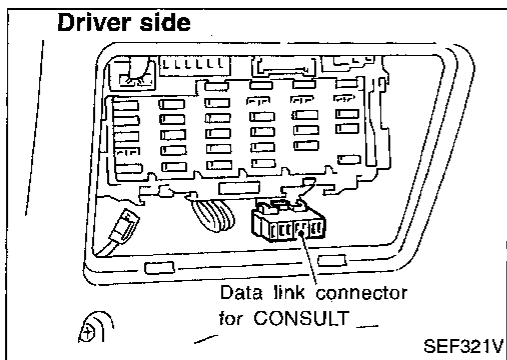 Driver side
Data link connector
for CONSULT
SEF321V